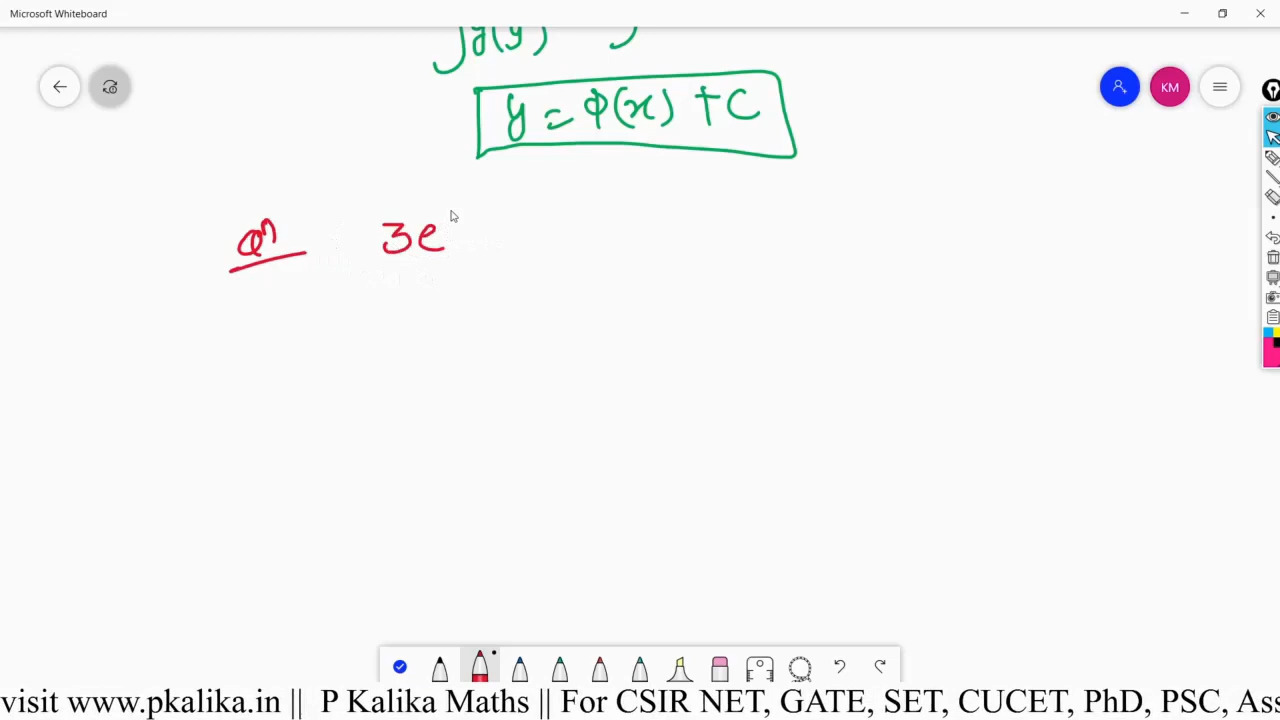 Microsoft Whiteboard
∫g(y)
y = φ(x) + C
KM
Qn 3e
visit www.pkalika.in || P Kalika Maths || For CSIR NET, GATE, SET, CUCET, PhD, PSC, Ass